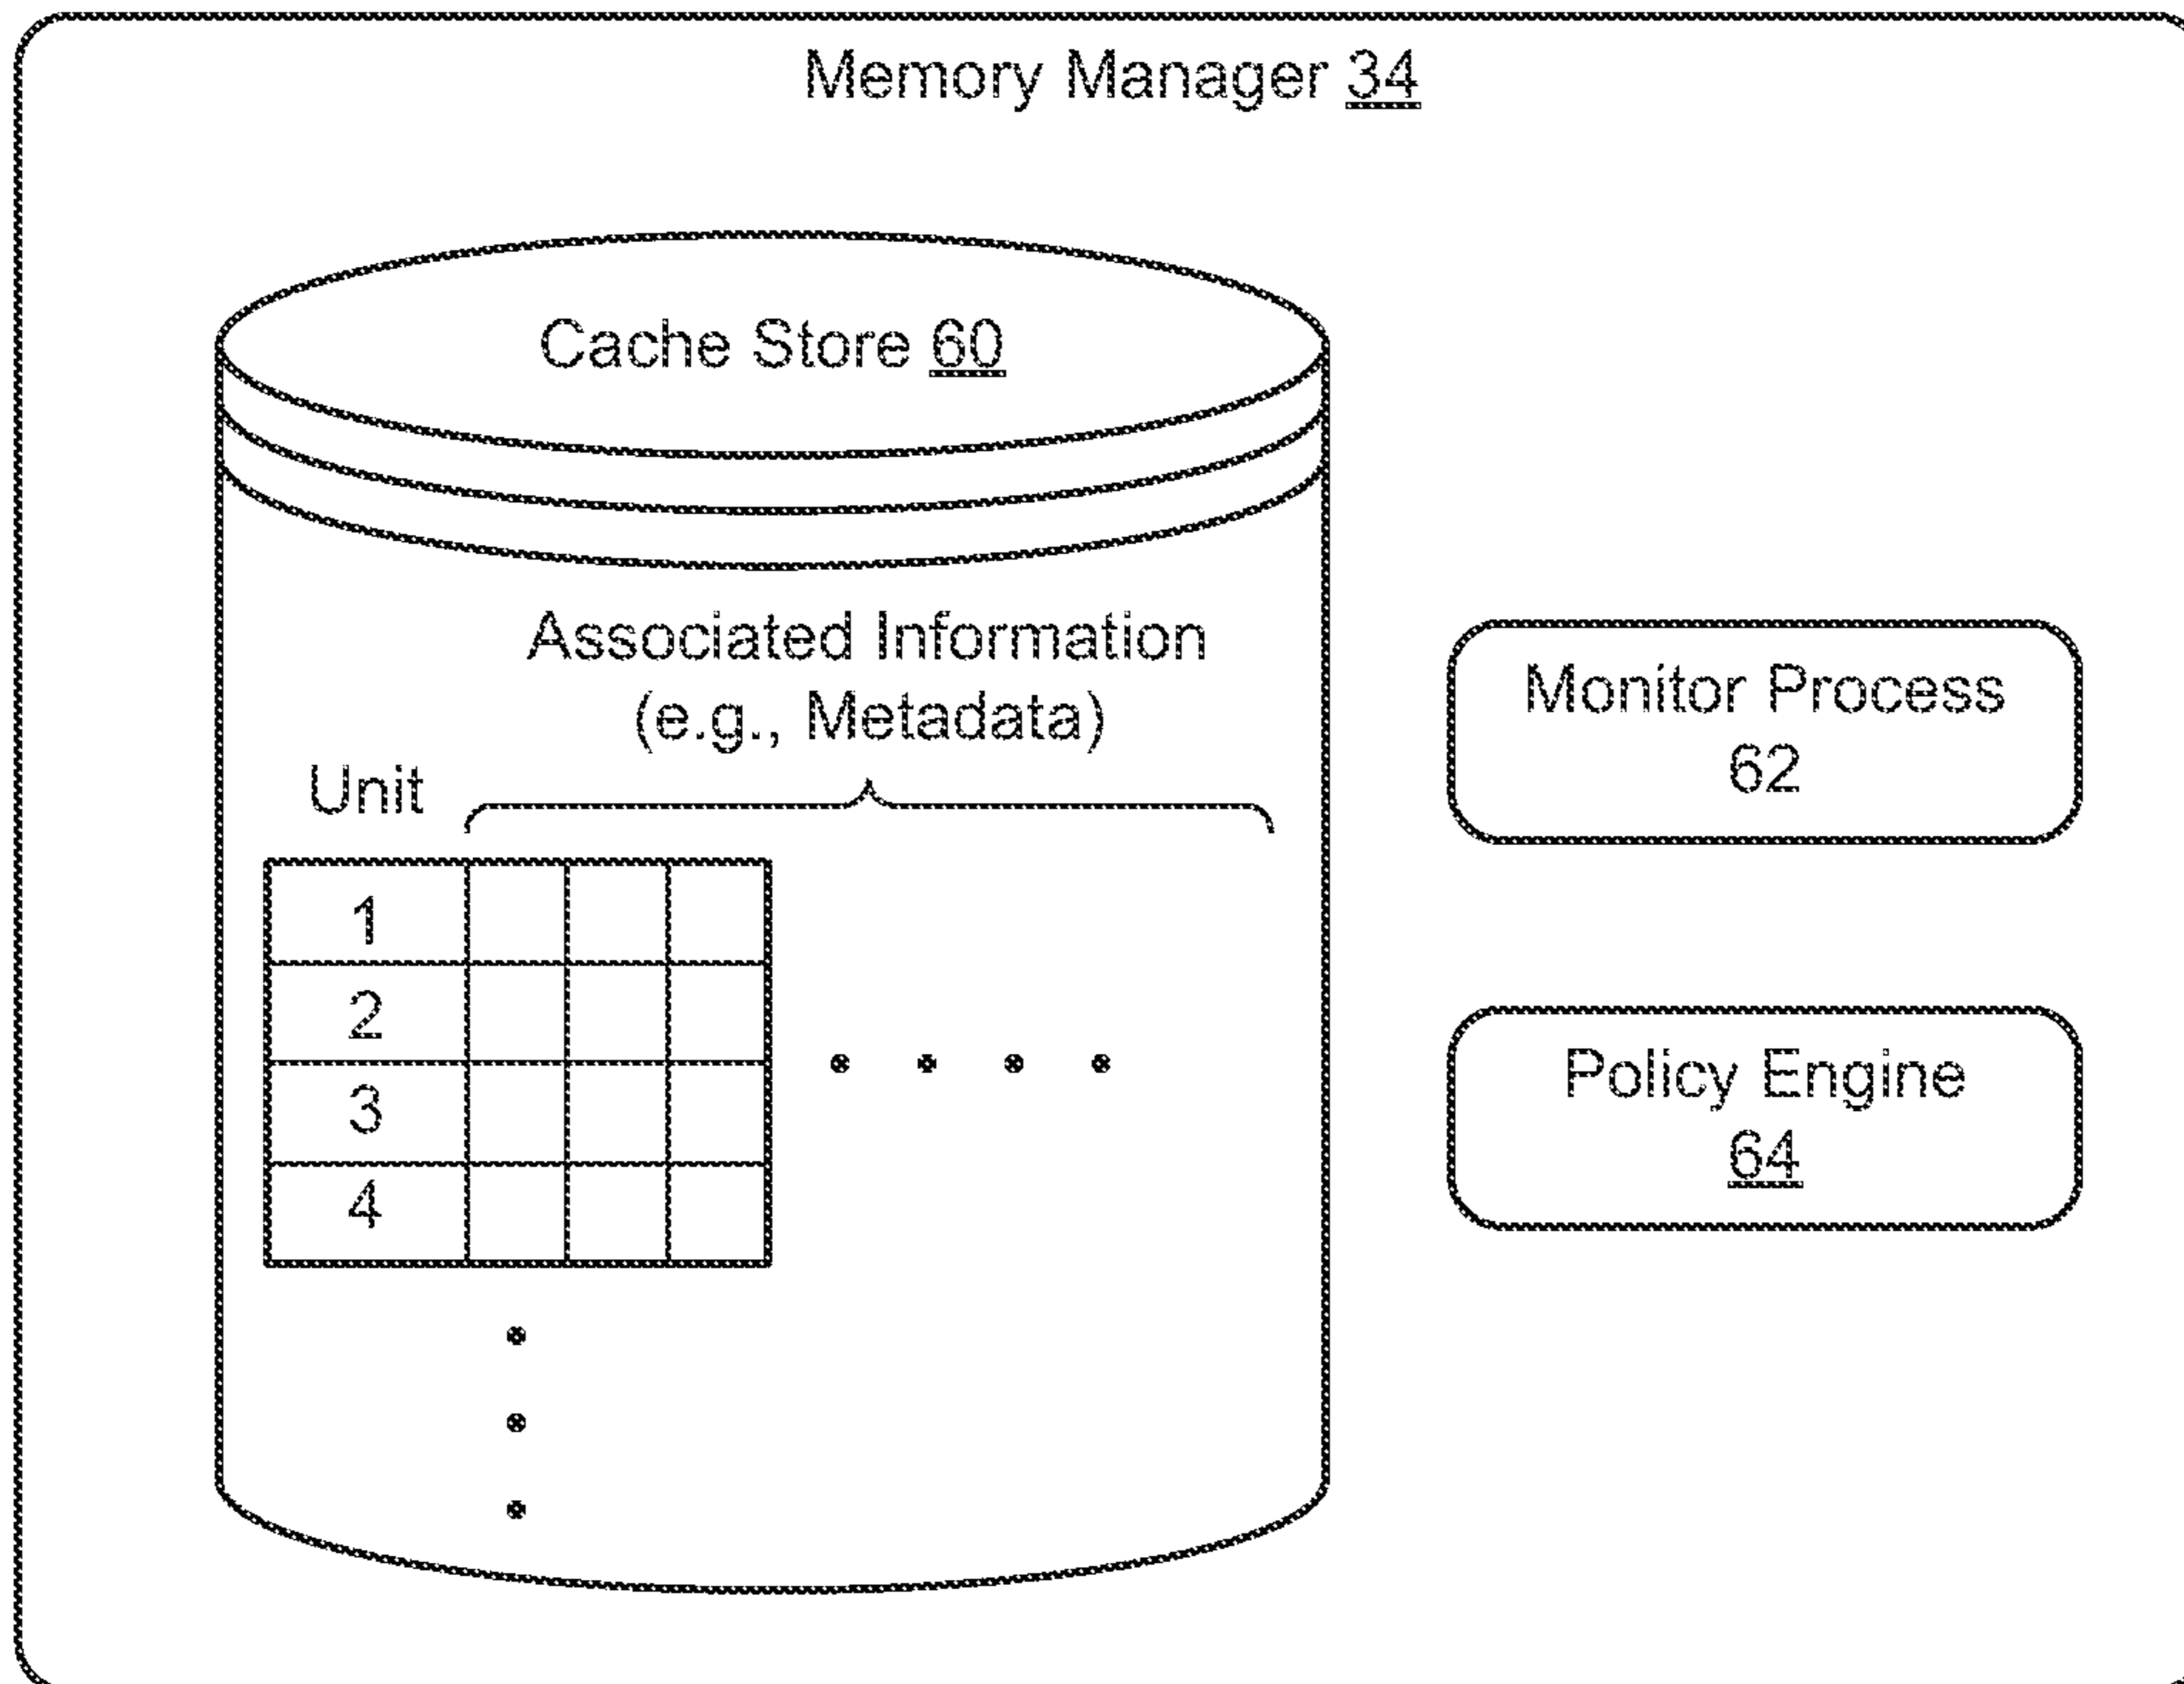 Memory Manager 34
Cache Store 60
Associated Information
(e.g., Metadata)
Unit
1
2
3
4
Monitor Process
62
Policy Engine
64